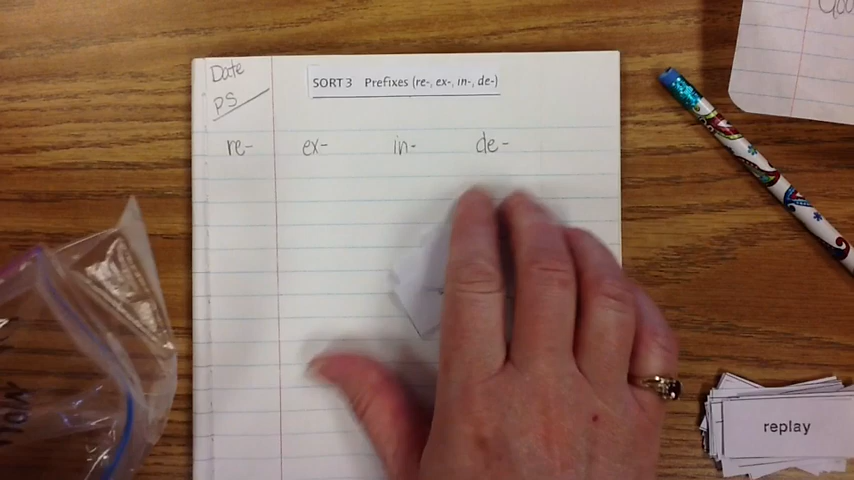 Date
PS
SORT 3 Prefixes (re-, ex-, in-, de-)
re- ex- in- de-
replay